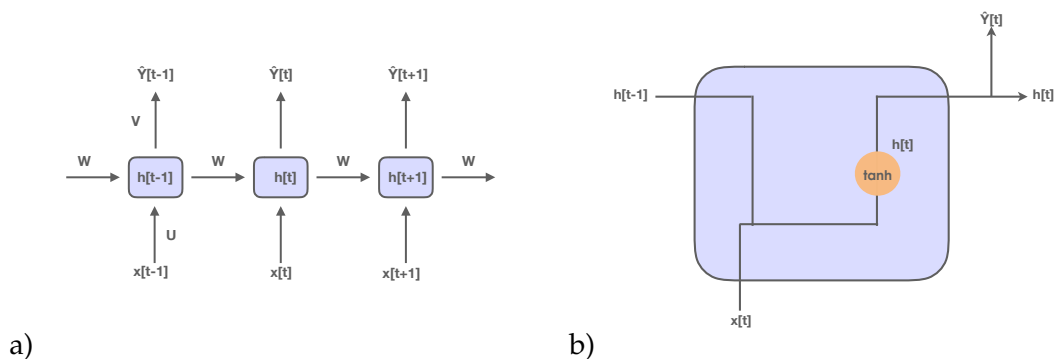 Ŷ[t-1] Ŷ[t] Ŷ[t+1]
V
W W W W
h[t-1] h[t] h[t+1]
U
x[t-1] x[t] x[t+1]
a)
Ŷ[t]
h[t-1] h[t]
h[t]
tanh
x[t]
b)